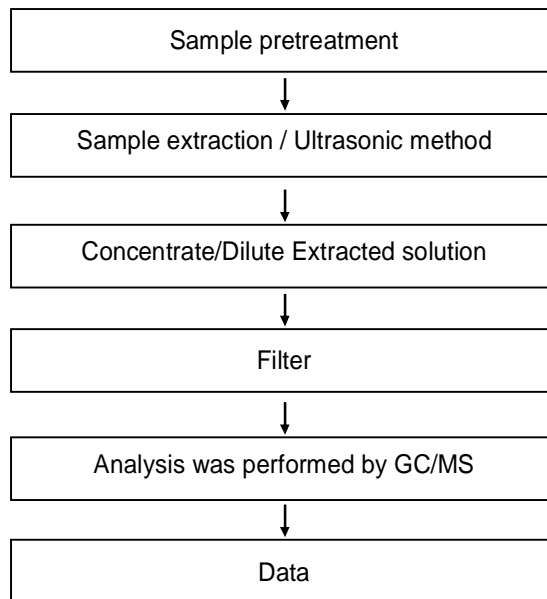 Sample pretreatment
Sample extraction / Ultrasonic method
Concentrate/Dilute Extracted solution
Filter
Analysis was performed by GC/MS
Data